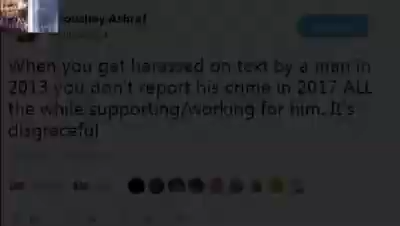 Ashraf
When you get harassed on text by a man in
2013 you don't report his crime in 2017 ALL
the while supporting/working for him. It's
disgraceful